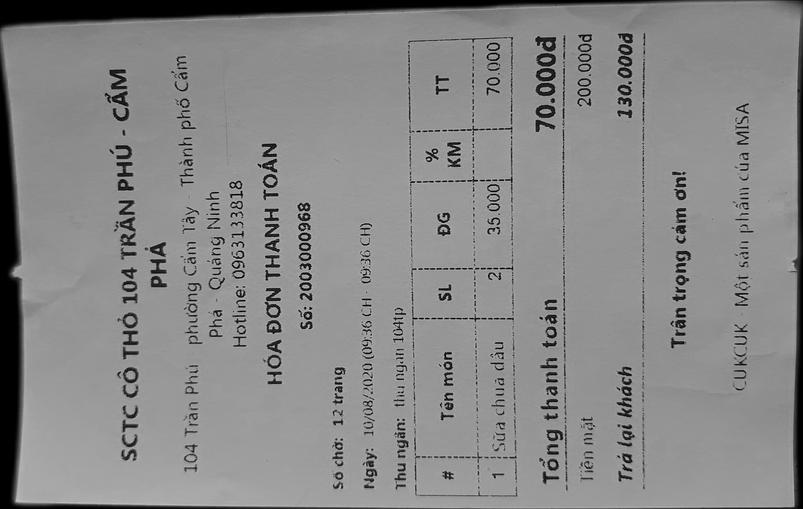 SCTC CÔ THỎ 104 TRẦN PHÚ - CẨM
PHẢ
104 Trần Phú - phường Cẩm Tây - Thành phố Cẩm
Phả - Quảng Ninh
Hotline: 0963133818
HÓA ĐƠN THANH TOÁN
Số: 2003000968
Số chờ: 12 trang
Ngày: 10/08/2020 (09:36 CH - 09:36 CH)
Thu ngân: thu ngan 104tp
# Tên món SL ĐG % KM TT
1 Sữa chua dâu 2 35.000 70.000
Tổng thanh toán 70.000đ
Tiền mặt 200.000đ
Trả lại khách 130.000đ
Trân trọng cảm ơn!
CUKCUK - Một sản phẩm của MISA